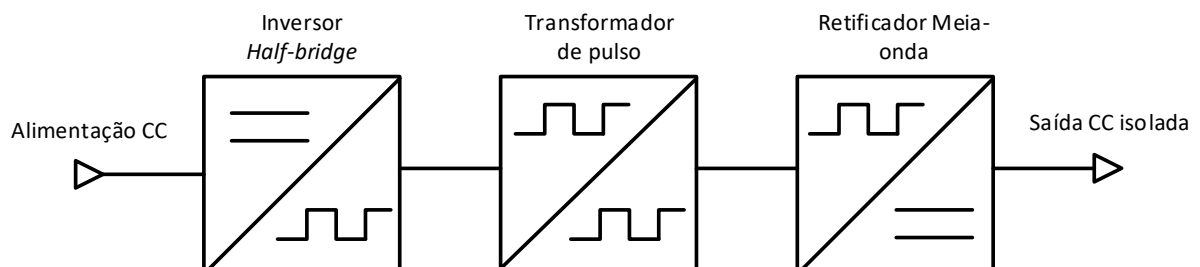 Inversor
Half-bridge
Transformador
de pulso
Retificador Meia-
onda
Alimentação CC
Saída CC isolada